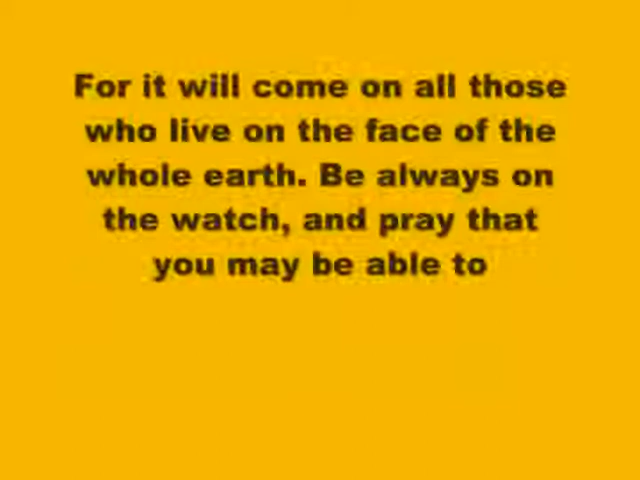 For it will come on all those
who live on the face of the
whole earth. Be always on
the watch, and pray that
you may be able to